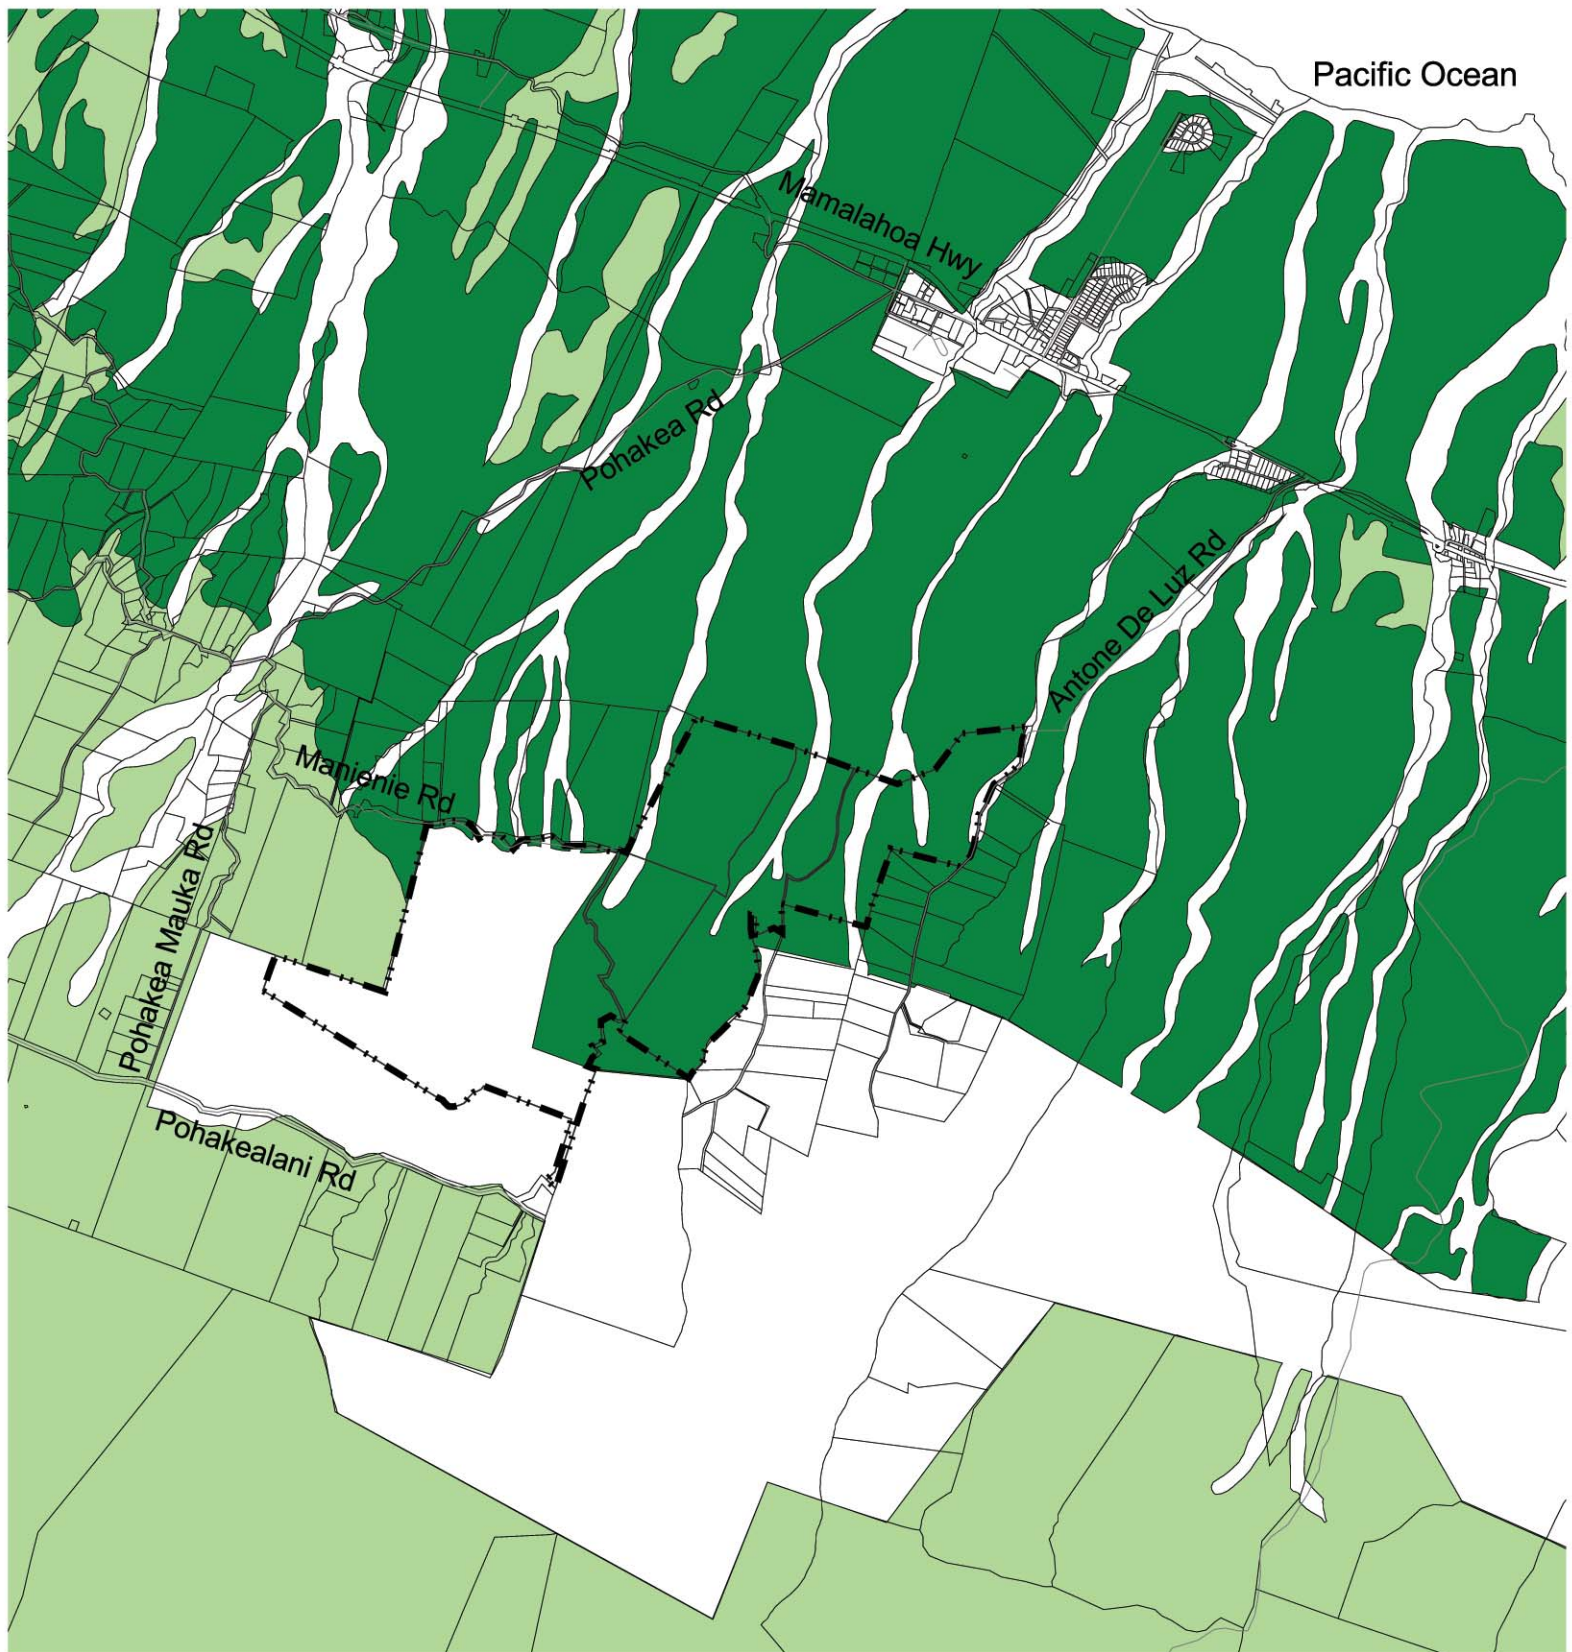 Pacific Ocean
Mamalahoa Hwy
Pohakea Rd
Antone De Luz Rd
Manienie Rd
Pohakea Mauka Rd
Pohakealani Rd